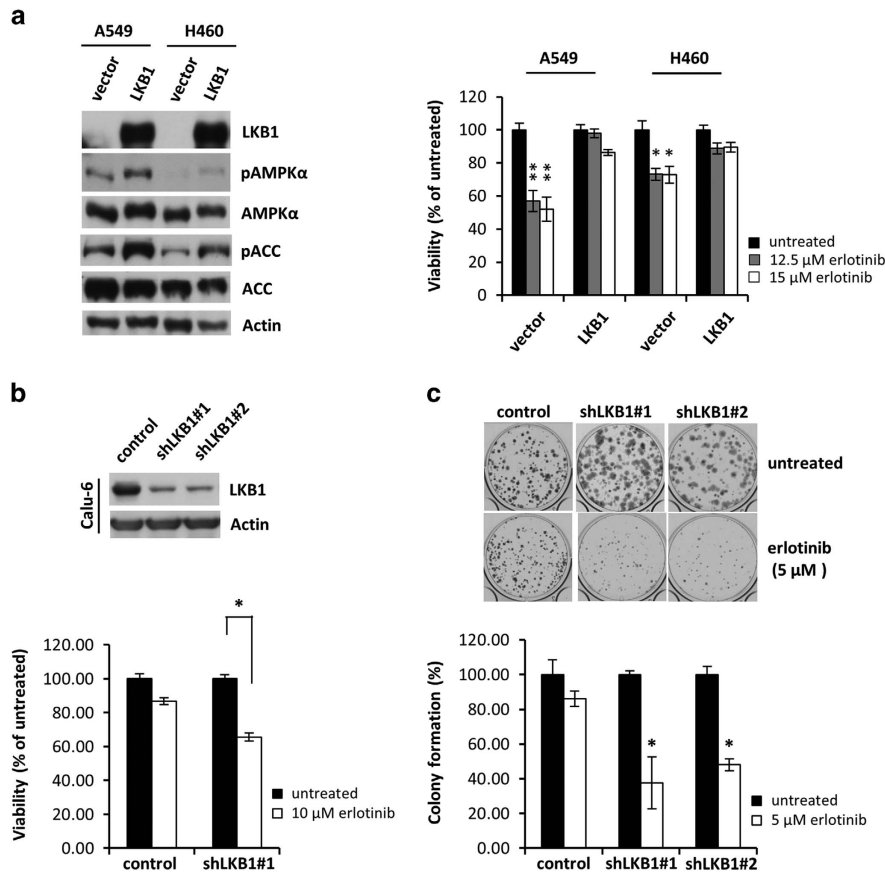 a
A549 H460
vector LKB1 vector LKB1
LKB1
pAMPKα
AMPKα
pACC
ACC
Actin
A549 H460
120
100
80
60
40
20
0
Viability (% of untreated)
** ** * *
vector LKB1 vector LKB1
untreated
12.5 µM erlotinib
15 µM erlotinib
b
control shLKB1#1 shLKB1#2
Calu-6
LKB1
Actin
*
120.00
100.00
80.00
60.00
40.00
20.00
0.00
Viability (% of untreated)
control shLKB1#1
untreated
10 µM erlotinib
c
control shLKB1#1 shLKB1#2
untreated
erlotinib
(5 µM )
120.00
100.00
80.00
60.00
40.00
20.00
0.00
Colony formation (%)
* *
control shLKB1#1 shLKB1#2
untreated
5 µM erlotinib